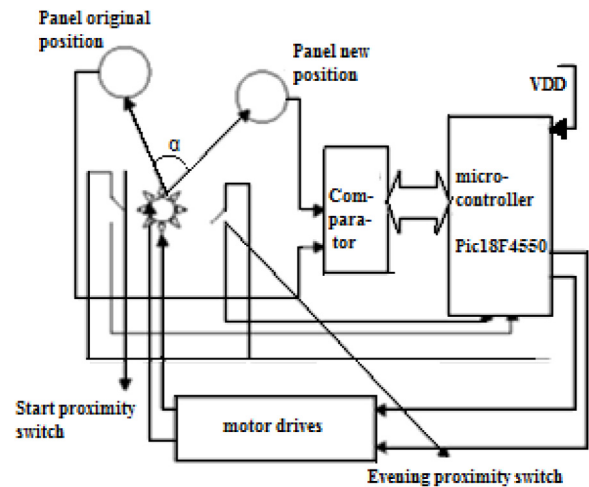 Panel original
position
Panel new
position
VDD
α
Com-
para-
tor
micro-
controller
Pic18F4550
Start proximity
switch
motor drives
Evening proximity switch